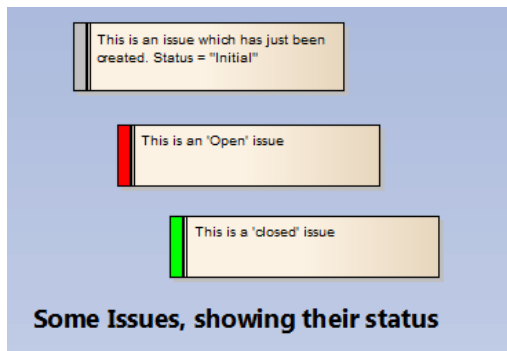 This is an issue which has just been
created. Status = "Initial"
This is an 'Open' issue
This is a 'closed' issue
Some Issues, showing their status